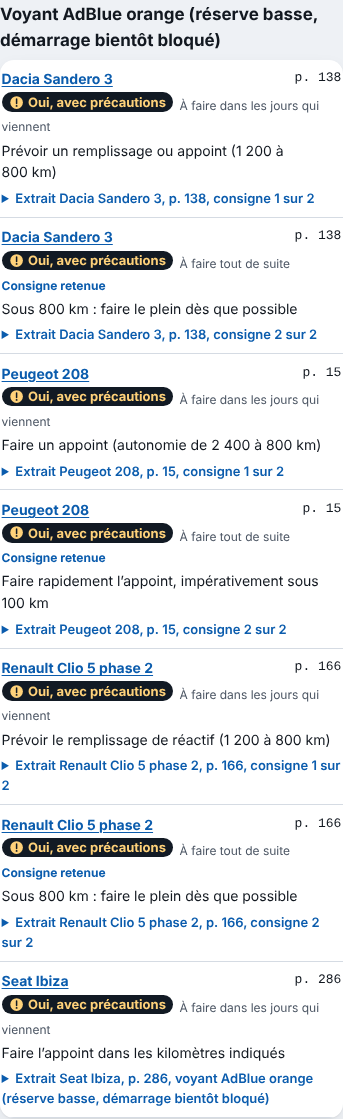 Voyant AdBlue orange (réserve basse,
démarrage bientôt bloqué)
Dacia Sandero 3 p. 138
! Oui, avec précautions À faire dans les jours qui
viennent
Prévoir un remplissage ou appoint (1 200 à
800 km)
▶ Extrait Dacia Sandero 3, p. 138, consigne 1 sur 2
Dacia Sandero 3 p. 138
! Oui, avec précautions À faire tout de suite
Consigne retenue
Sous 800 km : faire le plein dès que possible
▶ Extrait Dacia Sandero 3, p. 138, consigne 2 sur 2
Peugeot 208 p. 15
! Oui, avec précautions À faire dans les jours qui
viennent
Faire un appoint (autonomie de 2 400 à 800 km)
▶ Extrait Peugeot 208, p. 15, consigne 1 sur 2
Peugeot 208 p. 15
! Oui, avec précautions À faire tout de suite
Consigne retenue
Faire rapidement l’appoint, impérativement sous
100 km
▶ Extrait Peugeot 208, p. 15, consigne 2 sur 2
Renault Clio 5 phase 2 p. 166
! Oui, avec précautions À faire dans les jours qui
viennent
Prévoir le remplissage de réactif (1 200 à 800 km)
▶ Extrait Renault Clio 5 phase 2, p. 166, consigne 1 sur
2
Renault Clio 5 phase 2 p. 166
! Oui, avec précautions À faire tout de suite
Consigne retenue
Sous 800 km : faire le plein dès que possible
▶ Extrait Renault Clio 5 phase 2, p. 166, consigne 2
sur 2
Seat Ibiza p. 286
! Oui, avec précautions À faire dans les jours qui
viennent
Faire l’appoint dans les kilomètres indiqués
▶ Extrait Seat Ibiza, p. 286, voyant AdBlue orange
(réserve basse, démarrage bientôt bloqué)